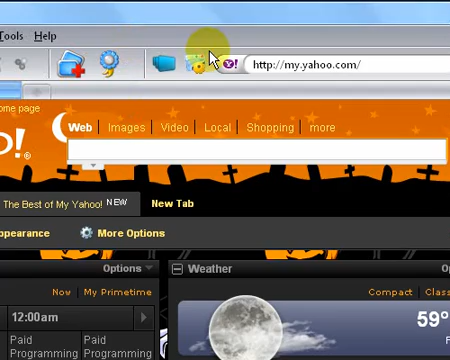 Tools Help
Y! http://my.yahoo.com/
ome page
o!®
Web Images Video Local Shopping more
The Best of My Yahoo! NEW New Tab
ppearance More Options
Options Weather Op
Now My Primetime Compact Class
12:00am 59°
Paid Programming Paid Programming F